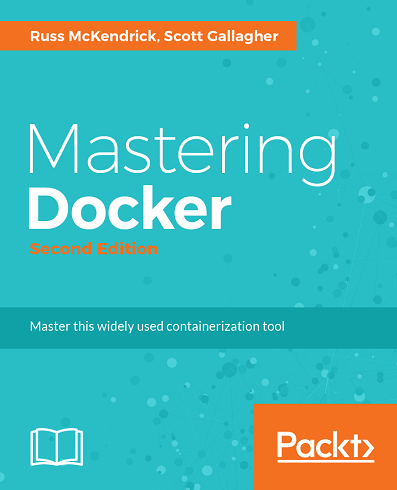 Russ McKendrick, Scott Gallagher
Mastering
Docker
Second Edition
Master this widely used containerization tool
Packt>